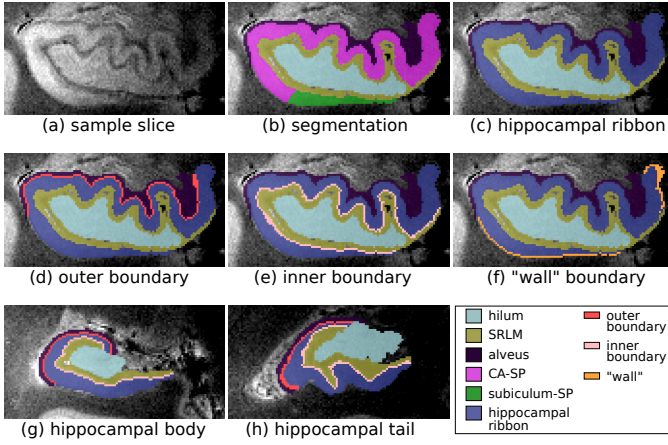 (a) sample slice
(b) segmentation
(c) hippocampal ribbon
(d) outer boundary
(e) inner boundary
(f) "wall" boundary
(g) hippocampal body
(h) hippocampal tail
hilum
SRLM
alveus
CA-SP
subiculum-SP
hippocampal
ribbon
outer
boundary
inner
boundary
"wall"